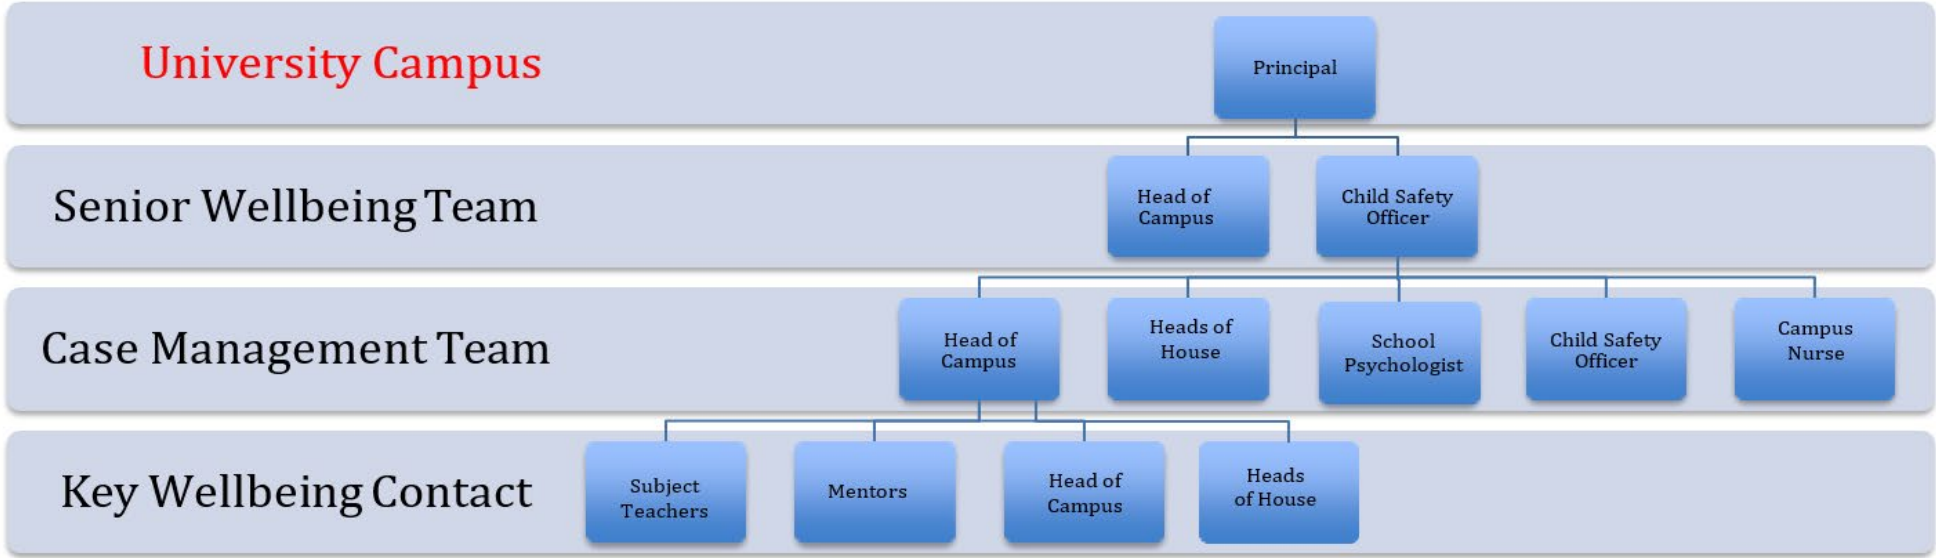 University Campus
Principal
Senior Wellbeing Team
Head of
Campus
Child Safety
Officer
Case Management Team
Head of
Campus
Heads of
House
School
Psychologist
Child Safety
Officer
Campus
Nurse
Key Wellbeing Contact
Subject
Teachers
Mentors
Head of
Campus
Heads
of House